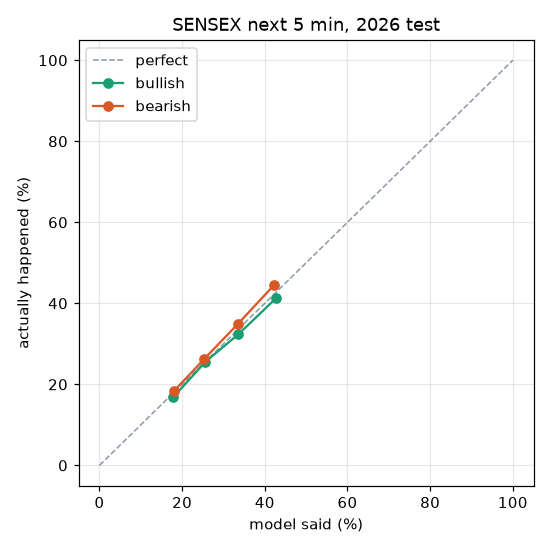 SENSEX next 5 min, 2026 test
perfect
bullish
bearish
100
80
60
40
20
0
actually happened (%)
0 20 40 60 80 100
model said (%)